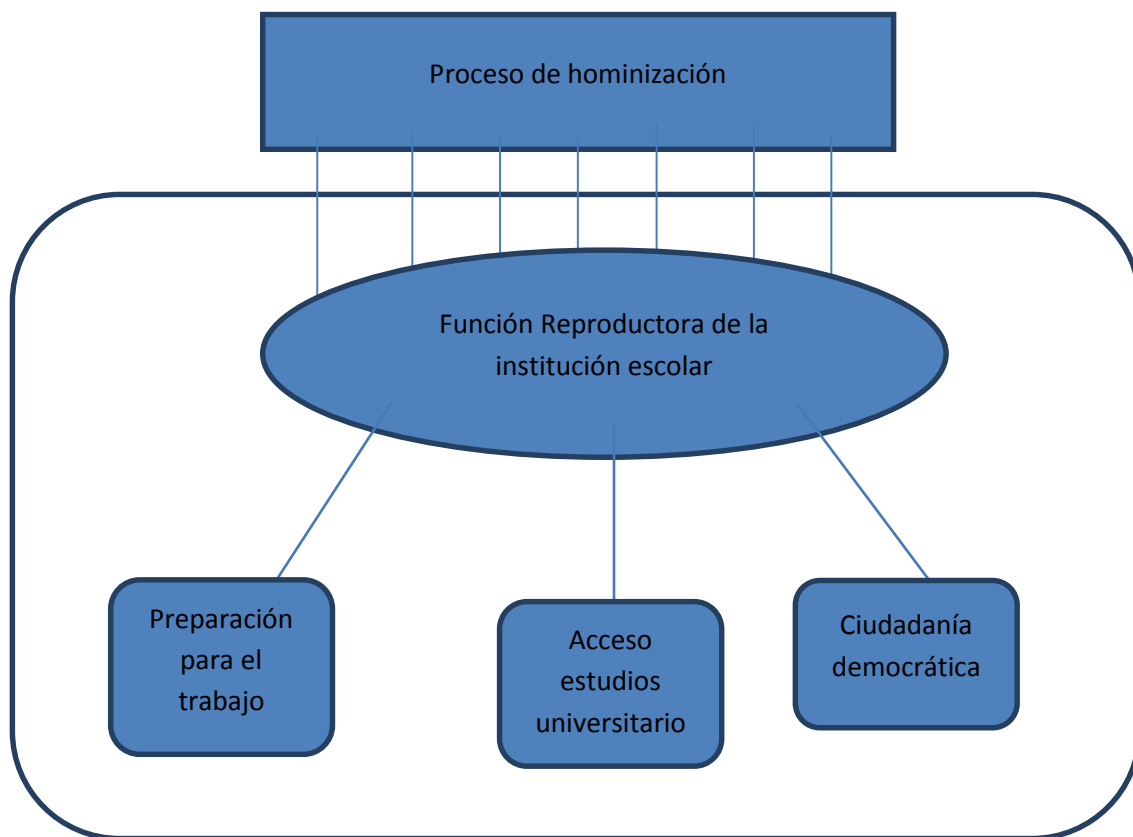 Proceso de hominización
Función Reproductora de la
institución escolar
Preparación
para el
trabajo
Acceso
estudios
universitario
Ciudadanía
democrática